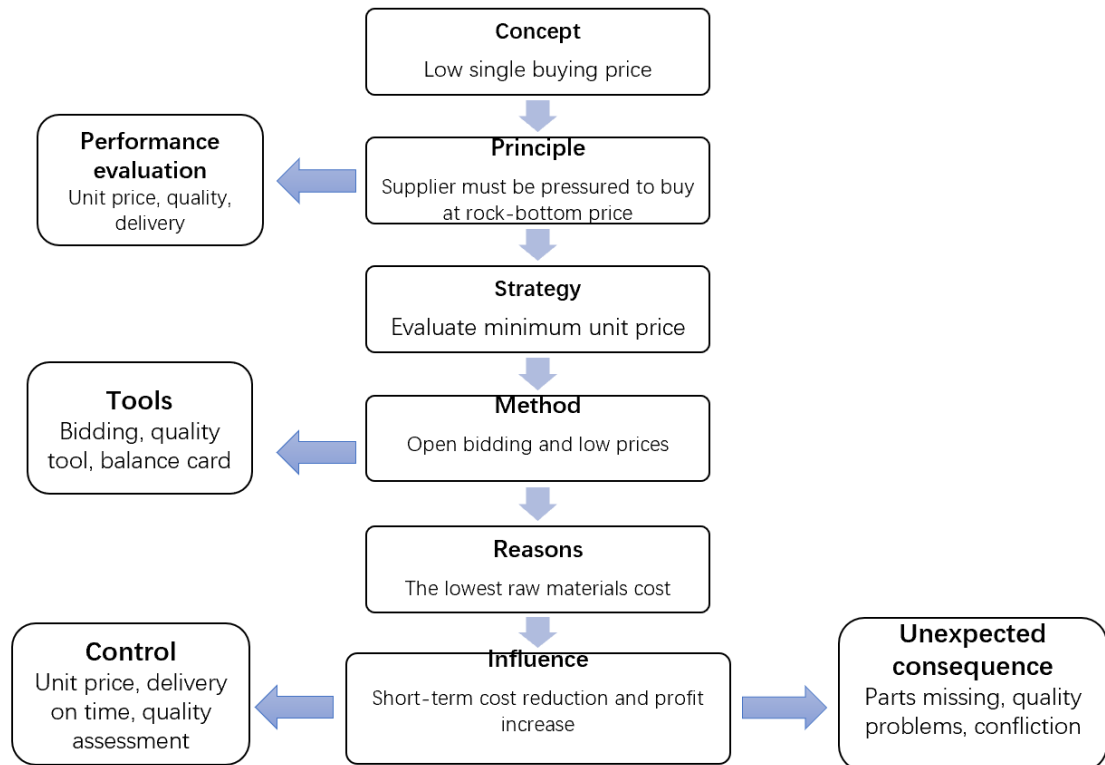 Concept
Low single buying price
Performance
evaluation
Unit price, quality,
delivery
Principle
Supplier must be pressured to buy
at rock-bottom price
Strategy
Evaluate minimum unit price
Tools
Bidding, quality
tool, balance card
Method
Open bidding and low prices
Reasons
The lowest raw materials cost
Control
Unit price, delivery
on time, quality
assessment
Influence
Short-term cost reduction and profit
increase
Unexpected
consequence
Parts missing, quality
problems, confliction